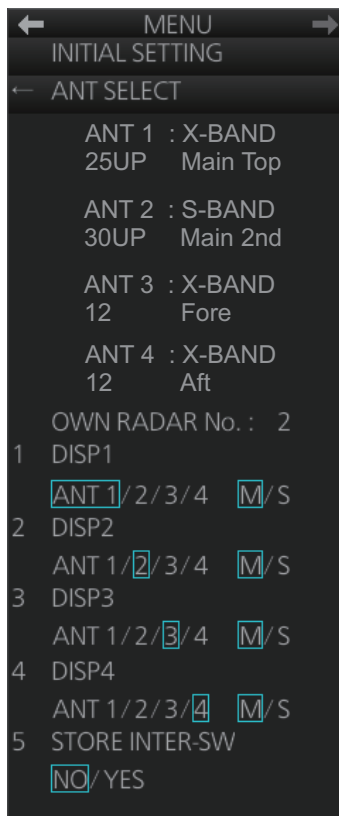 ← MENU →
INITIAL SETTING
← ANT SELECT
ANT 1 : X-BAND
25UP Main Top
ANT 2 : S-BAND
30UP Main 2nd
ANT 3 : X-BAND
12 Fore
ANT 4 : X-BAND
12 Aft
OWN RADAR No. : 2
1 DISP1
ANT 1/2/3/4 M/S
2 DISP2
ANT 1/2/3/4 M/S
3 DISP3
ANT 1/2/3/4 M/S
4 DISP4
ANT 1/2/3/4 M/S
5 STORE INTER-SW
NO/YES